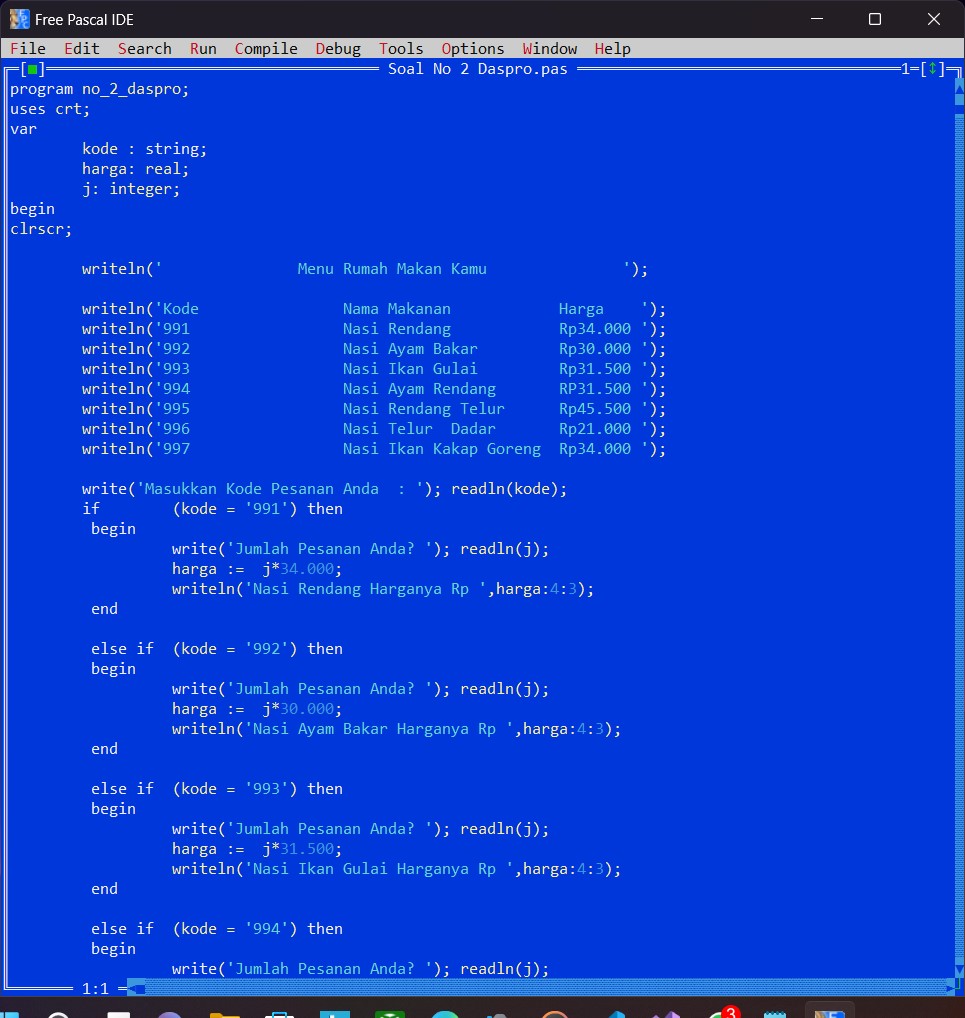 Free Pascal IDE
File Edit Search Run Compile Debug Tools Options Window Help
[■] Soal No 2 Daspro.pas 1=[↕]
program no_2_daspro;
uses crt;
var
        kode : string;
        harga: real;
        j: integer;
begin
clrscr;
        writeln('               Menu Rumah Makan Kamu               ');
        writeln('Kode                Nama Makanan            Harga    ');
        writeln('991                 Nasi Rendang            Rp34.000 ');
        writeln('992                 Nasi Ayam Bakar         Rp30.000 ');
        writeln('993                 Nasi Ikan Gulai         Rp31.500 ');
        writeln('994                 Nasi Ayam Rendang       RP31.500 ');
        writeln('995                 Nasi Rendang Telur      Rp45.500 ');
        writeln('996                 Nasi Telur  Dadar       Rp21.000 ');
        writeln('997                 Nasi Ikan Kakap Goreng  Rp34.000 ');
        write('Masukkan Kode Pesanan Anda  : '); readln(kode);
        if        (kode = '991') then
         begin
                  write('Jumlah Pesanan Anda? '); readln(j);
                  harga :=  j*34.000;
                  writeln('Nasi Rendang Harganya Rp ',harga:4:3);
         end
         else if  (kode = '992') then
         begin
                  write('Jumlah Pesanan Anda? '); readln(j);
                  harga :=  j*30.000;
                  writeln('Nasi Ayam Bakar Harganya Rp ',harga:4:3);
         end
         else if  (kode = '993') then
         begin
                  write('Jumlah Pesanan Anda? '); readln(j);
                  harga :=  j*31.500;
                  writeln('Nasi Ikan Gulai Harganya Rp ',harga:4:3);
         end
         else if  (kode = '994') then
         begin
                  write('Jumlah Pesanan Anda? '); readln(j);
1:1
3